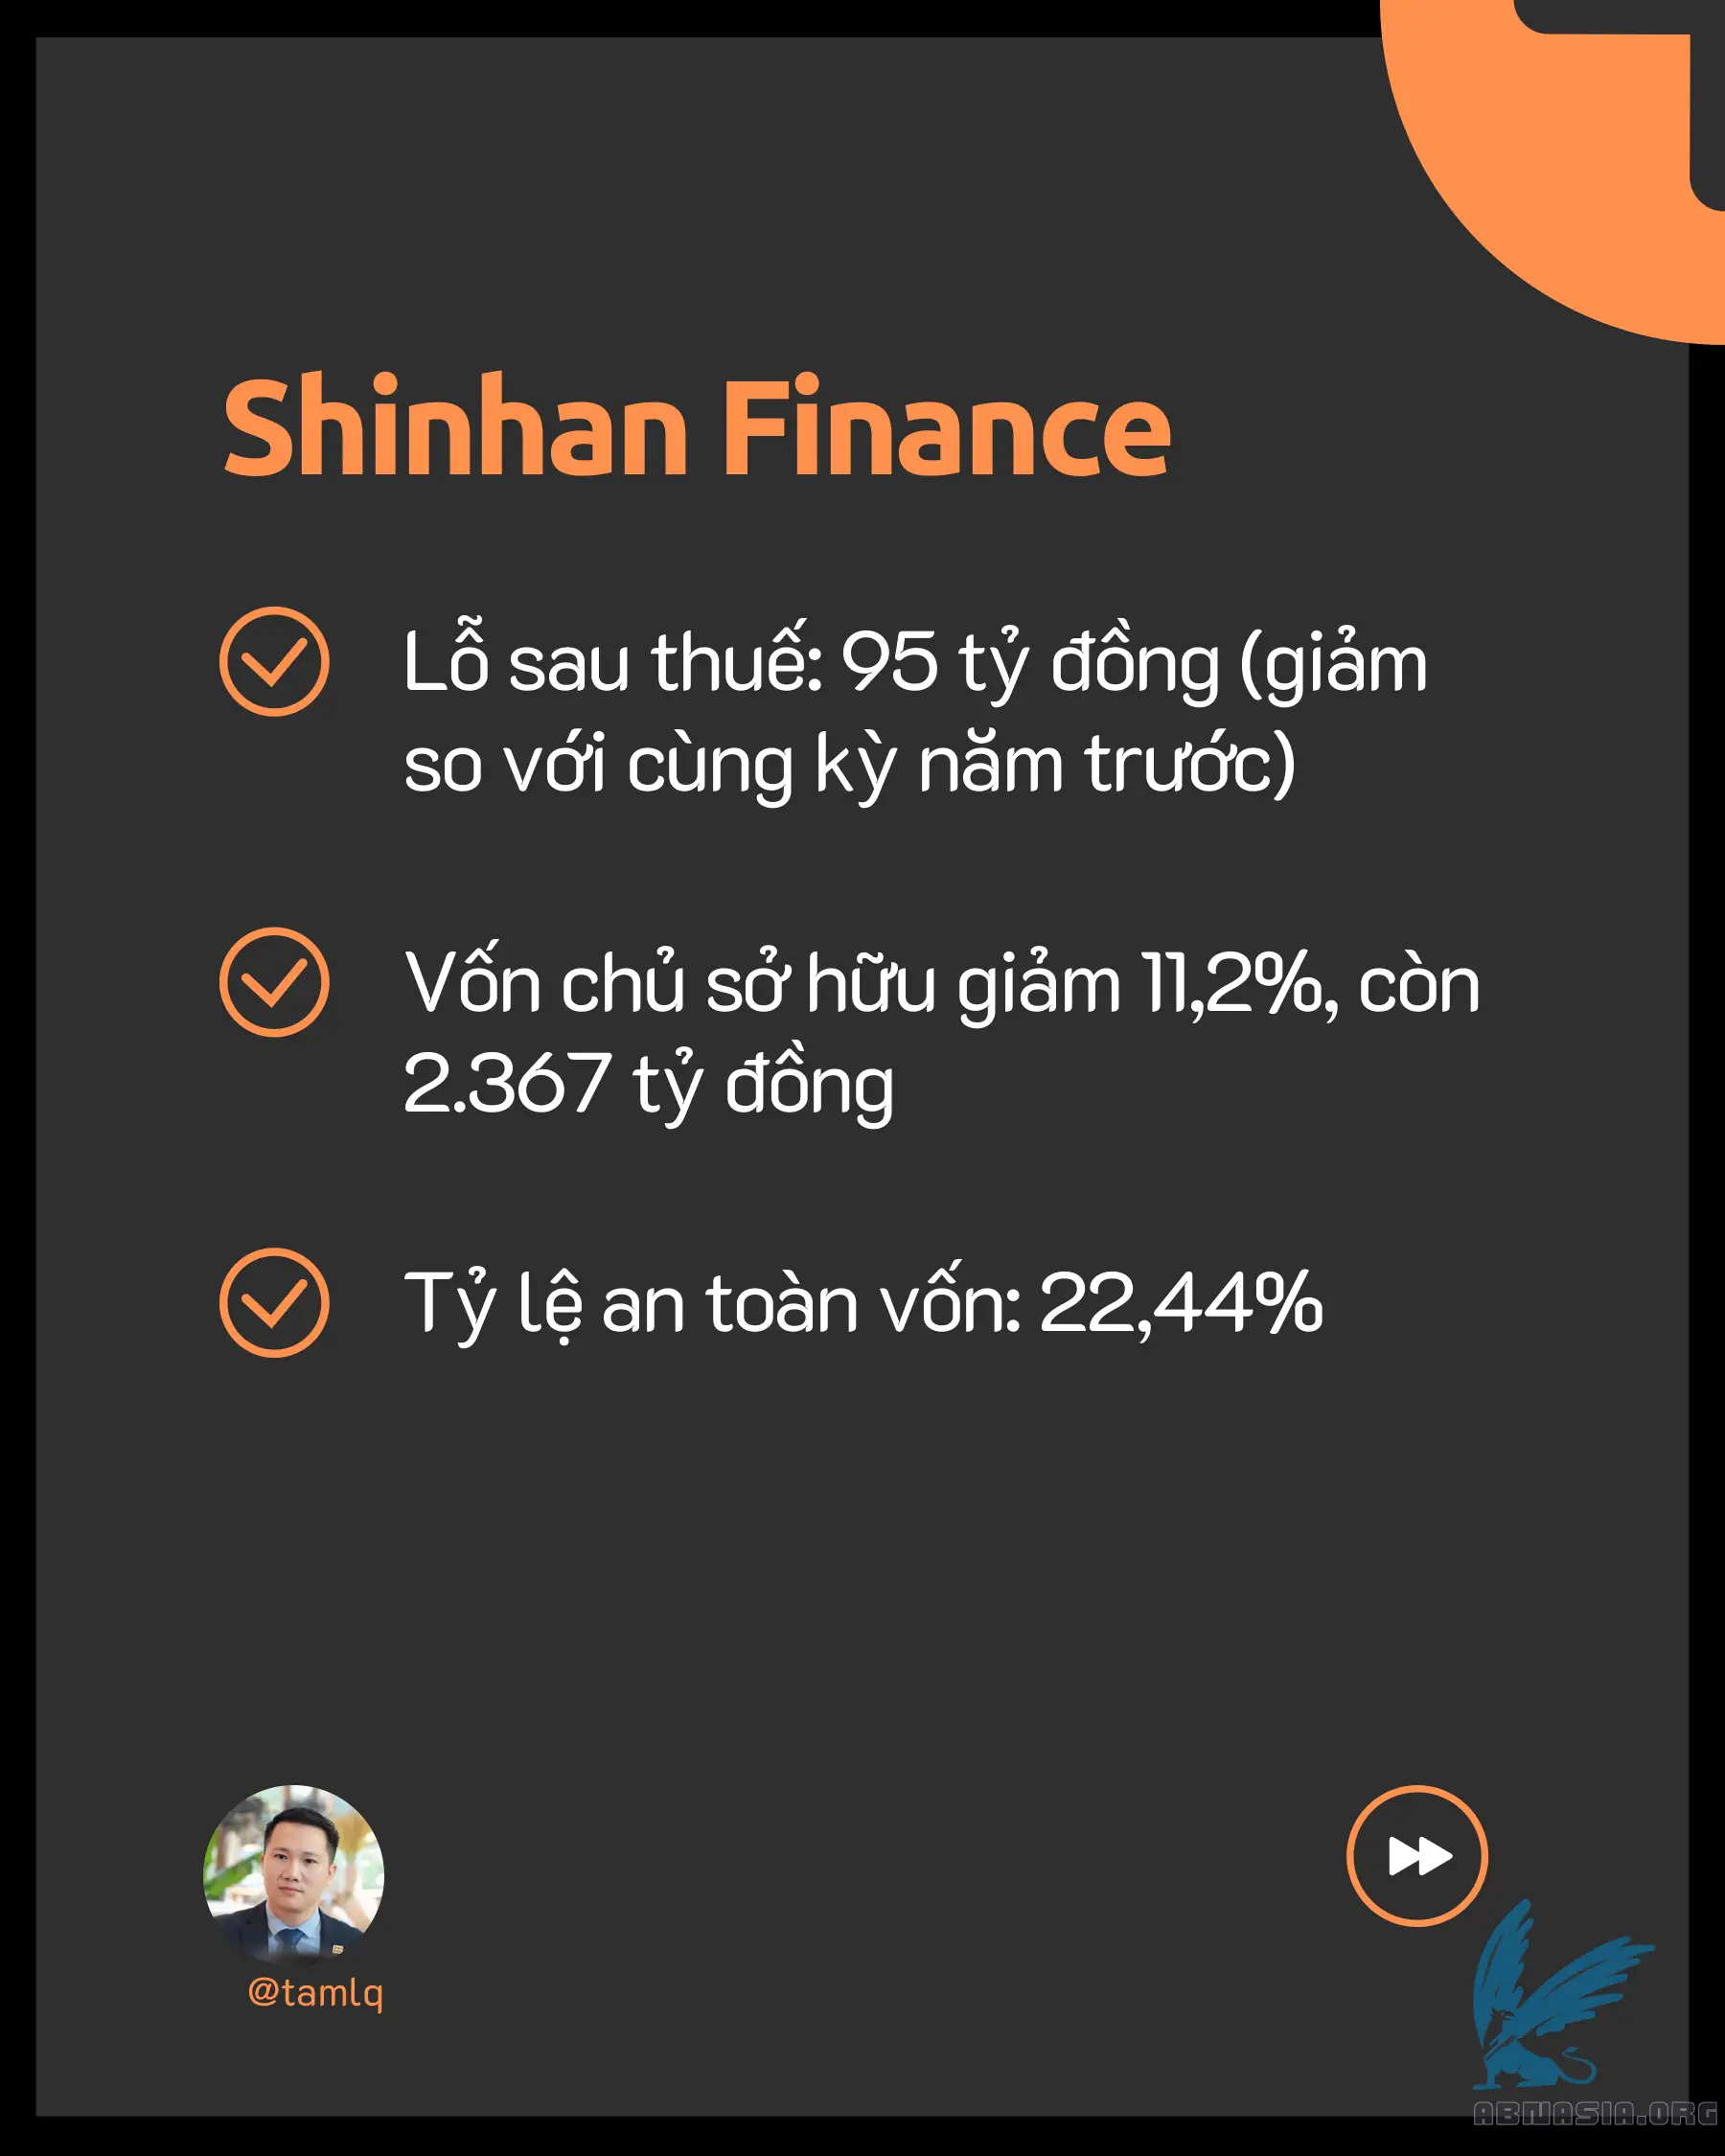 Shinhan Finance
Lỗ sau thuế: 95 tỷ đồng (giảm
so với cùng kỳ năm trước)
Vốn chủ sở hữu giảm 11,2%, còn
2.367 tỷ đồng
Tỷ lệ an toàn vốn: 22,44%
@tamlq
ABNASIA.ORG